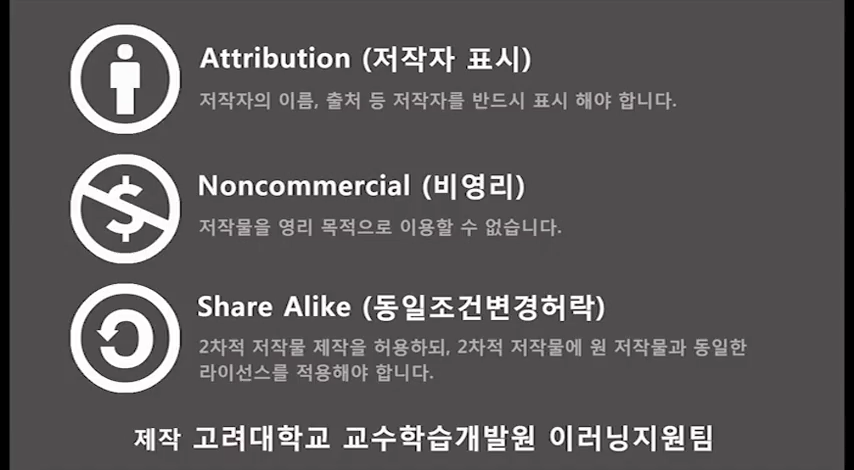 Attribution (저작자 표시)
저작자의 이름, 출처 등 저작자를 반드시 표시 해야 합니다.
Noncommercial (비영리)
저작물을 영리 목적으로 이용할 수 없습니다.
Share Alike (동일조건변경허락)
2차적 저작물 제작을 허용하되, 2차적 저작물에 원 저작물과 동일한
라이선스를 적용해야 합니다.
제작 고려대학교 교수학습개발원 이러닝지원팀